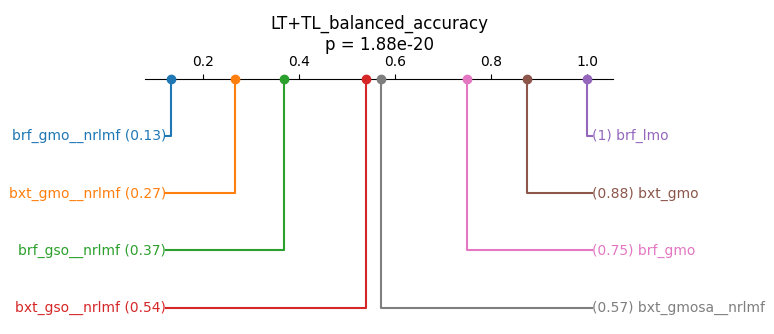 LT+TL_balanced_accuracy
p = 1.88e-20
0.2 0.4 0.6 0.8 1.0
brf_gmo__nrlmf (0.13) (1) brf_lmo
bxt_gmo__nrlmf (0.27) (0.88) bxt_gmo
brf_gso__nrlmf (0.37) (0.75) brf_gmo
bxt_gso__nrlmf (0.54) (0.57) bxt_gmosa__nrlmf